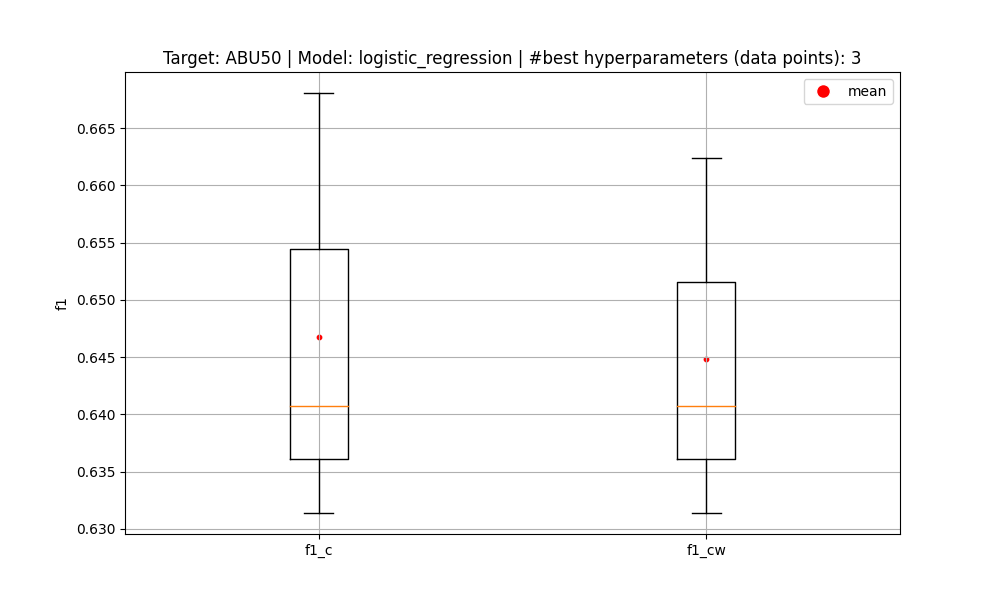 Target: ABU50 | Model: logistic_regression | #best hyperparameters (data points): 3
mean
0.665
0.660
0.655
0.650
0.645
0.640
0.635
0.630
f1
f1_c
f1_cw